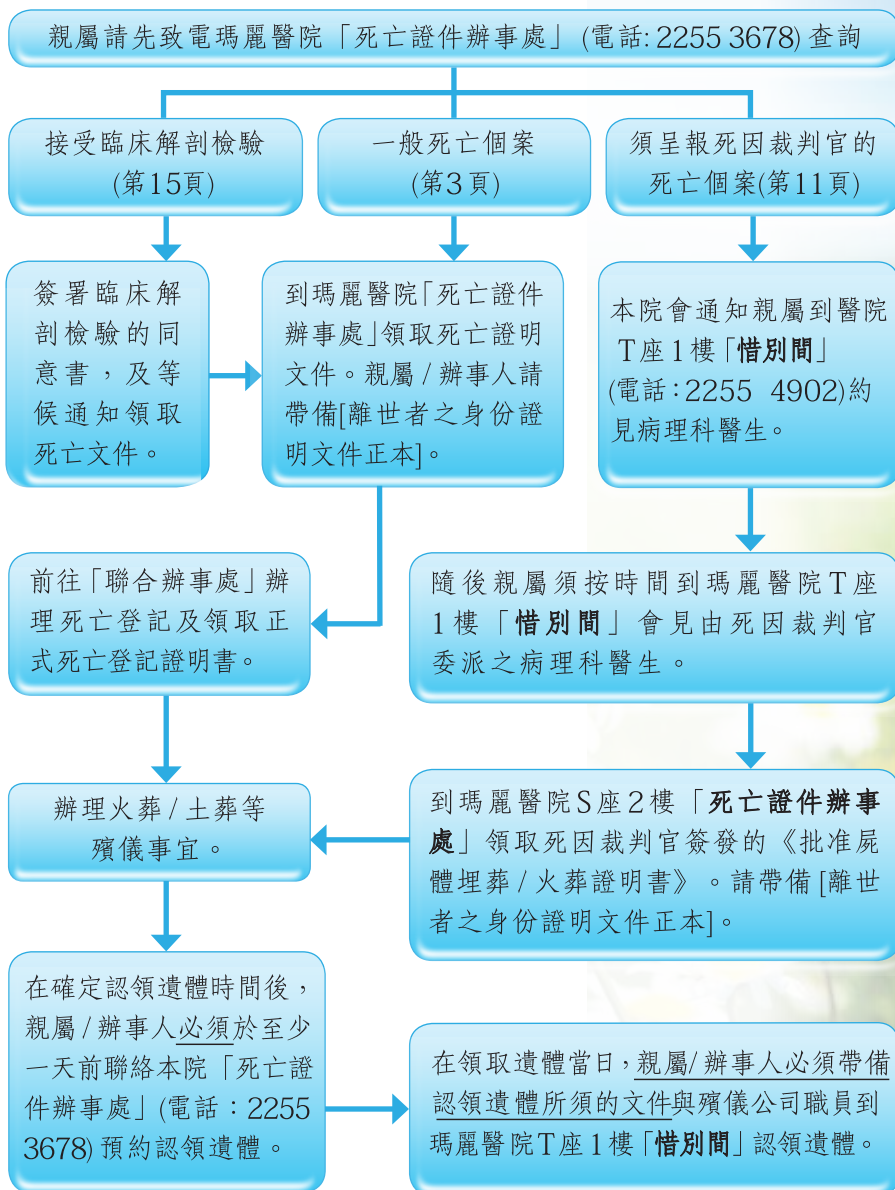 親屬請先致電瑪麗醫院「死亡證件辦事處」(電話: 2255 3678) 查詢
接受臨床解剖檢驗
(第15頁)
一般死亡個案
(第3頁)
須呈報死因裁判官的
死亡個案(第11頁)
簽署臨床解
剖檢驗的同
意書，及等
候通知領取
死亡文件。
到瑪麗醫院「死亡證件
辦事處」領取死亡證明
文件。親屬 / 辦事人請
帶備[離世者之身份證
明文件正本]。
本院會通知親屬到醫院
T座1樓「惜別間」
(電話：2255 4902)約
見病理科醫生。
前往「聯合辦事處」辦
理死亡登記及領取正
式死亡登記證明書。
隨後親屬須按時間到瑪麗醫院T座
1樓「惜別間」會見由死因裁判官
委派之病理科醫生。
辦理火葬 / 土葬等
殯儀事宜。
到瑪麗醫院S座2樓「死亡證件辦事
處」領取死因裁判官簽發的《批准屍
體埋葬 / 火葬證明書》。請帶備 [離世
者之身份證明文件正本]。
在確定認領遺體時間後，
親屬 / 辦事人必須於至少
一天前聯絡本院「死亡證
件辦事處」(電話：2255
3678) 預約認領遺體。
在領取遺體當日，親屬/ 辦事人必須帶備
認領遺體所須的文件與殯儀公司職員到
瑪麗醫院T座1樓「惜別間」認領遺體。